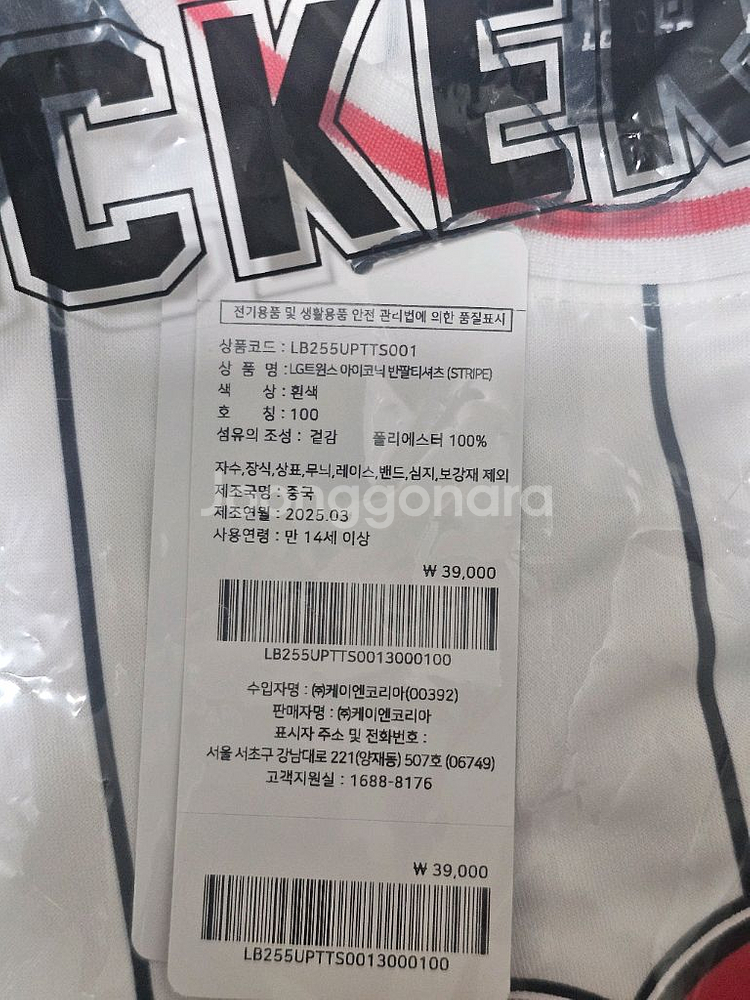 CKER
전기용품 및 생활용품 안전 관리법에 의한 품질표시
상품코드 : LB255UPTTS001
상 품 명 : LG트윈스 아이코닉 반팔티셔츠 (STRIPE)
색 상 : 흰색
호 칭 : 100
섬유의 조성 : 겉감 폴리에스터 100%
자수,장식,상표,무늬,레이스,밴드,심지,보강재 제외
제조국명 : 중국
Joonggonara
제조연월 : 2025.03
사용연령 : 만 14세 이상
₩ 39,000
LB255UPTTS0013000100
수입자명 : ㈜케이엔코리아(00392)
판매자명 : ㈜케이엔코리아
표시자 주소 및 전화번호 :
서울 서초구 강남대로 221(양재동) 507호 (06749)
고객지원실 : 1688-8176
₩ 39,000
LB255UPTTS0013000100